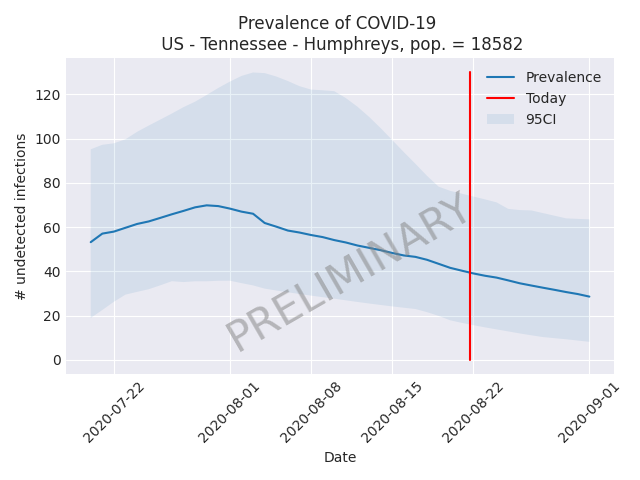 Prevalence of COVID-19
US - Tennessee - Humphreys, pop. = 18582
Prevalence
Today
95CI
# undetected infections
120
100
80
60
40
20
0
PRELIMINARY
2020-07-22
2020-08-01
2020-08-08
2020-08-15
2020-08-22
2020-09-01
Date